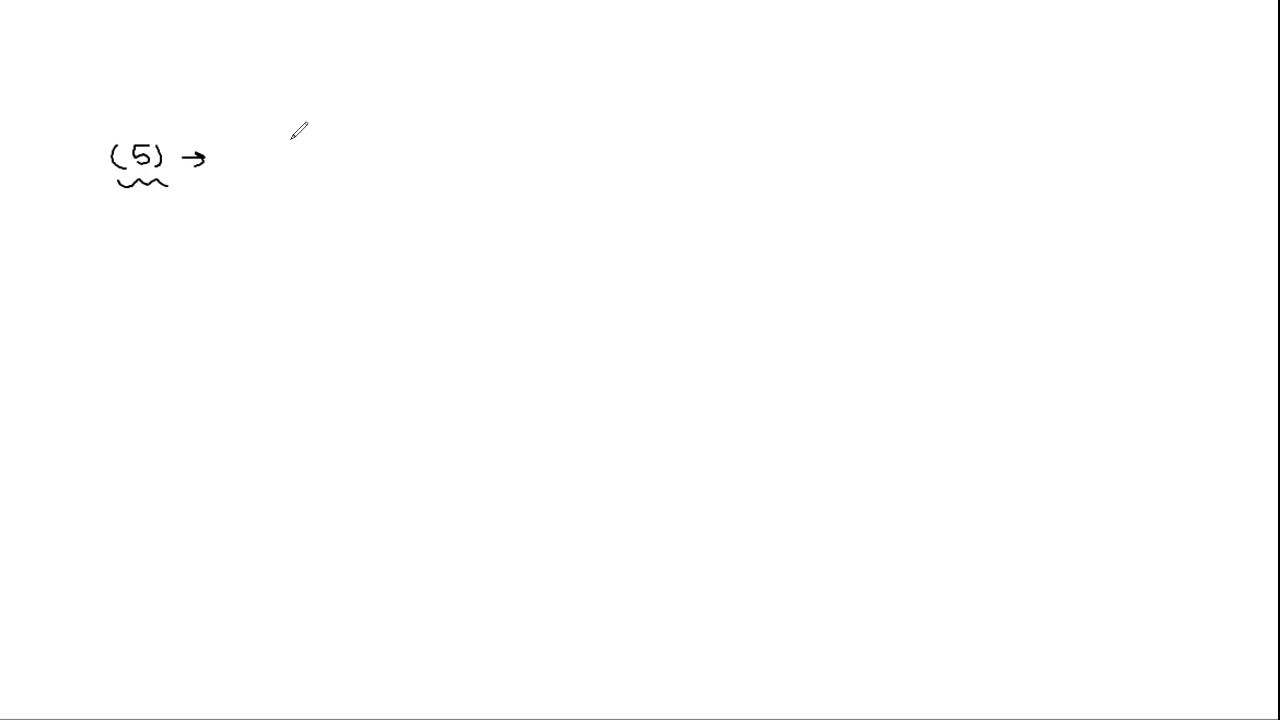 (5) →